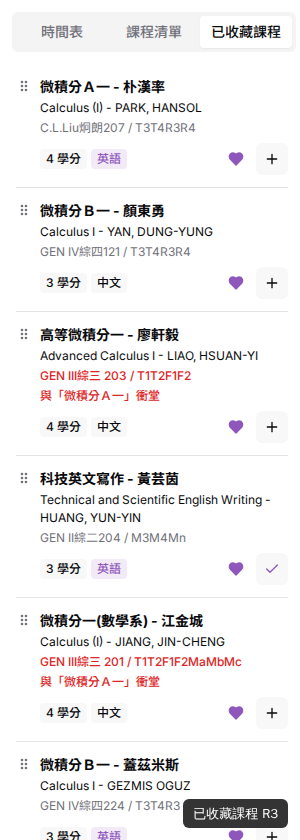 時間表 課程清單 已收藏課程
微積分Ａ一 - 朴漢率
Calculus (I) - PARK, HANSOL
C.L.Liu炯朗207 / T3T4R3R4
4 學分 英語
微積分Ｂ一 - 顏東勇
Calculus I - YAN, DUNG-YUNG
GEN IV綜四121 / T3T4R3R4
3 學分 中文
高等微積分一 - 廖軒毅
Advanced Calculus I - LIAO, HSUAN-YI
GEN III綜三 203 / T1T2F1F2
與「微積分Ａ一」衝堂
4 學分 中文
科技英文寫作 - 黃芸茵
Technical and Scientific English Writing -
HUANG, YUN-YIN
GEN II綜二204 / M3M4Mn
3 學分 英語
微積分一(數學系) - 江金城
Calculus (I) - JIANG, JIN-CHENG
GEN III綜三 201 / T1T2F1F2MaMbMc
與「微積分Ａ一」衝堂
4 學分 中文
微積分Ｂ一 - 蓋茲米斯
Calculus I - GEZMIS OGUZ
GEN IV綜四224 / T3T4R3
已收藏課程 R3
3 學分 英語